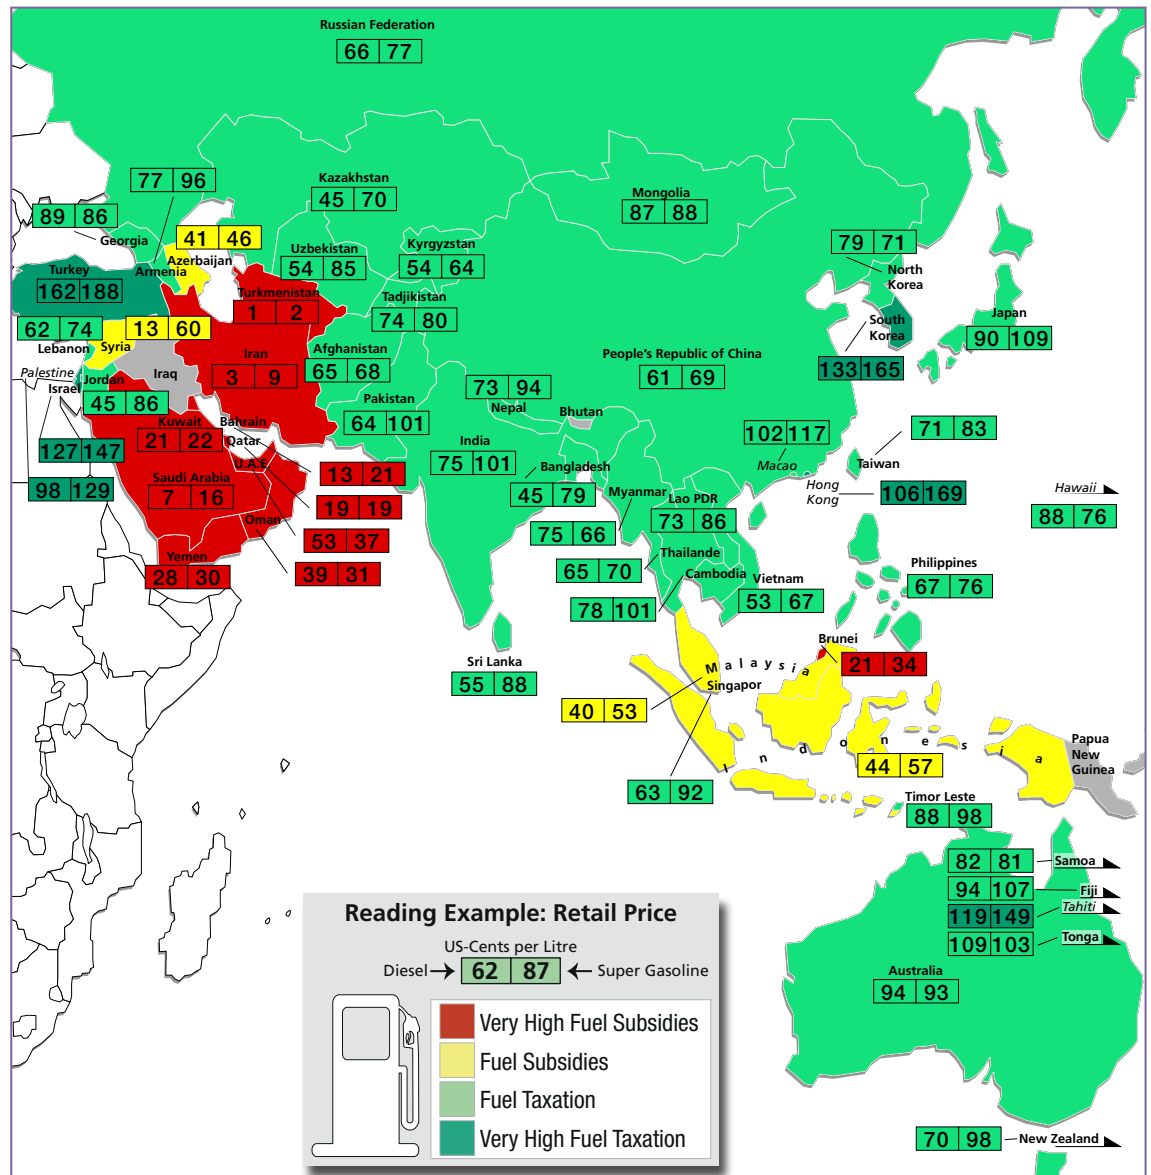 Russian Federation
66 77
77 96
Kazakhstan
45 70
Mongolia
87 88
89 86
Georgia
41 46
Azerbaijan
Armenia
Uzbekistan
54 85
Kyrgyzstan
54 64
79 71
North
Korea
Turkey
162 188
Turkmenistan
1 2
Tadjikistan
74 80
Japan
90 109
South
Korea
133 165
62 74
Lebanon
13 60
Syria
Iraq
Iran
3 9
Afghanistan
65 68
People's Republic of China
61 69
Palestine
Israel
Jordan
45 86
73 94
Nepal
Bhutan
Pakistan
64 101
Kuwait
21 22
Bahrain
Qatar
U.A.E.
India
75 101
102 117
Macao
71 83
Taiwan
127 147
98 129
Saudi Arabia
7 16
13 21
19 19
53 37
39 31
Oman
Yemen
28 30
Bangladesh
45 79
Myanmar
75 66
Lao PDR
73 86
Hong
Kong
106 169
Hawaii
88 76
Thailande
65 70
Cambodia
78 101
Vietnam
53 67
Philippines
67 76
Sri Lanka
55 88
Brunei
21 34
Malaysia
Singapor
40 53
63 92
Indonesia
44 57
Papua
New
Guinea
Timor Leste
88 98
82 81 Samoa
94 107 Fiji
119 149 Tahiti
109 103 Tonga
Australia
94 93
70 98 New Zealand
Reading Example: Retail Price
US-Cents per Litre
Diesel 62 87 Super Gasoline
Very High Fuel Subsidies
Fuel Subsidies
Fuel Taxation
Very High Fuel Taxation